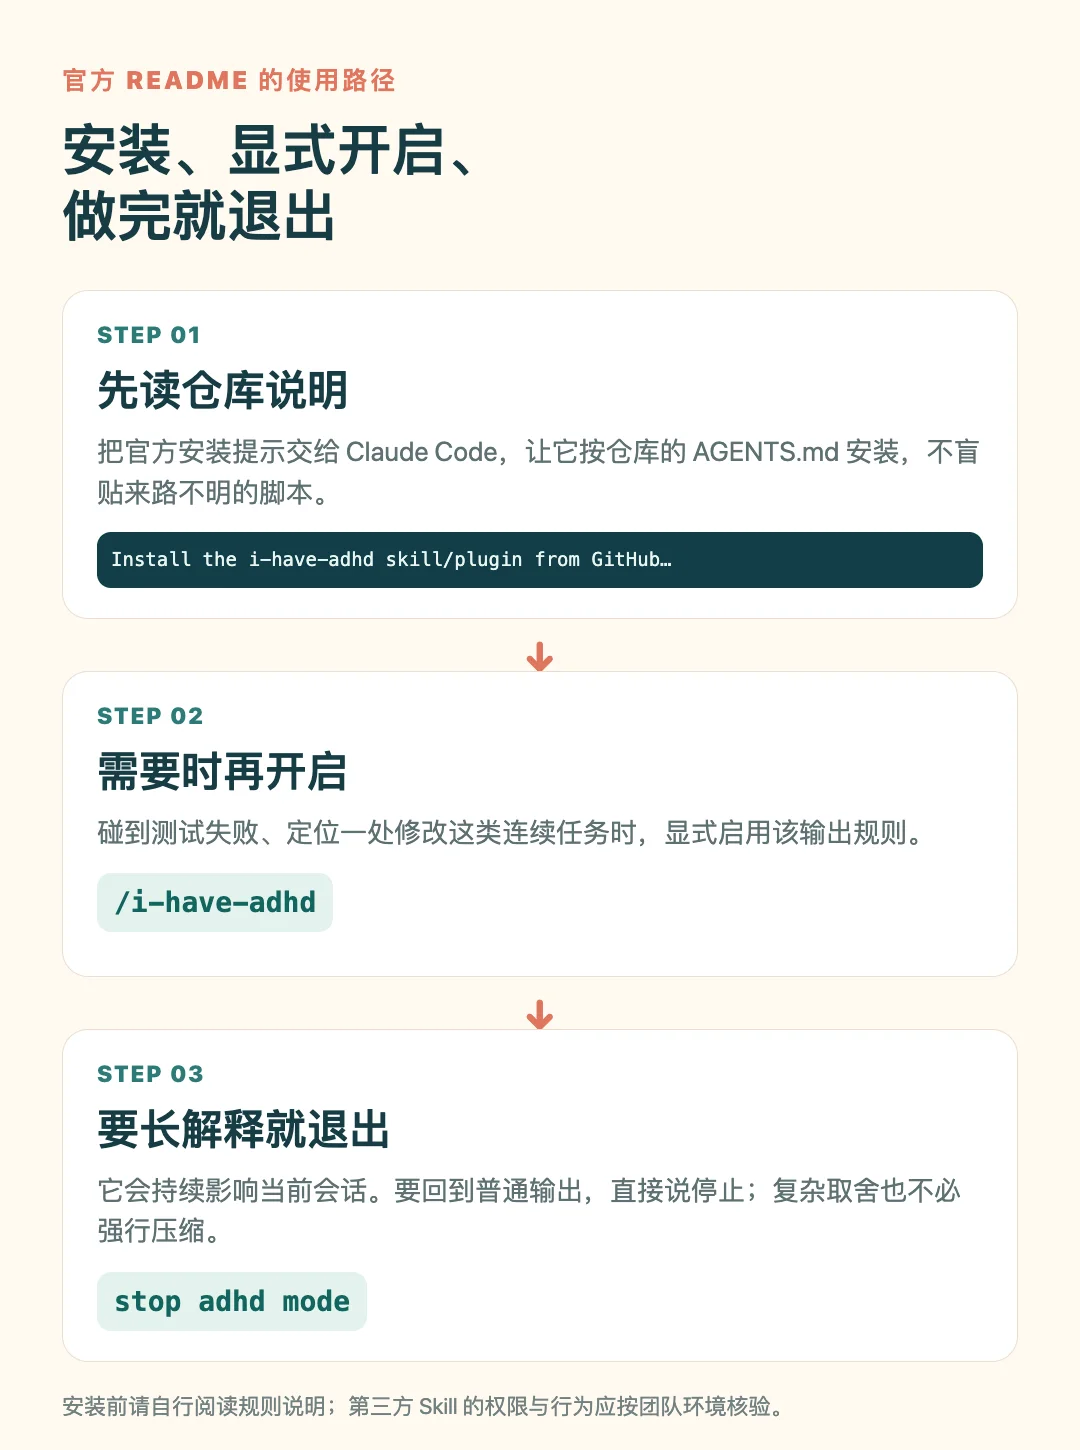 官方 README 的使用路径
安装、显式开启、
做完就退出
STEP 01
先读仓库说明
把官方安装提示交给 Claude Code，让它按仓库的 AGENTS.md 安装，不盲
贴来路不明的脚本。
Install the i-have-adhd skill/plugin from GitHub…
STEP 02
需要时再开启
碰到测试失败、定位一处修改这类连续任务时，显式启用该输出规则。
/i-have-adhd
STEP 03
要长解释就退出
它会持续影响当前会话。要回到普通输出，直接说停止；复杂取舍也不必
强行压缩。
stop adhd mode
安装前请自行阅读规则说明；第三方 Skill 的权限与行为应按团队环境核验。